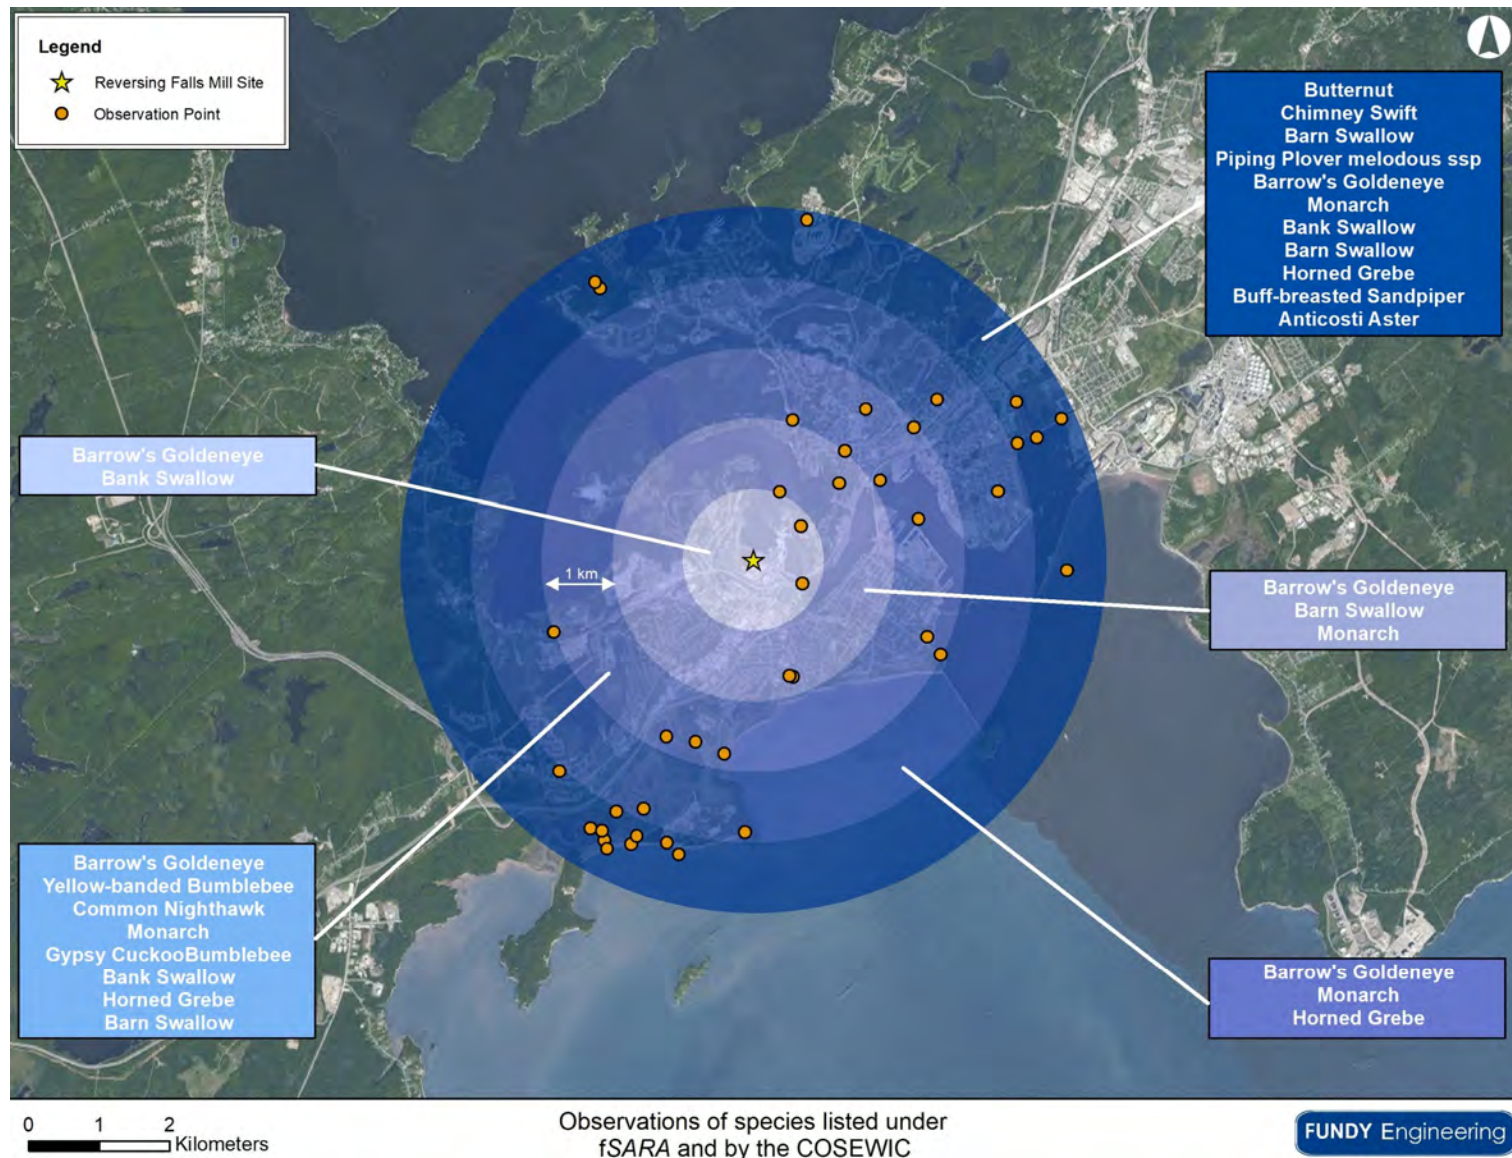 Legend
Reversing Falls Mill Site
Observation Point
Butternut
Chimney Swift
Barn Swallow
Piping Plover melodous ssp
Barrow's Goldeneye
Monarch
Bank Swallow
Barn Swallow
Horned Grebe
Buff-breasted Sandpiper
Anticosti Aster
Barrow's Goldeneye
Bank Swallow
1 km
Barrow's Goldeneye
Barn Swallow
Monarch
Barrow's Goldeneye
Yellow-banded Bumblebee
Common Nighthawk
Monarch
Gypsy CuckooBumblebee
Bank Swallow
Horned Grebe
Barn Swallow
Barrow's Goldeneye
Monarch
Horned Grebe
0 1 2
Kilometers
Observations of species listed under
fSARA and by the COSEWIC
FUNDY Engineering